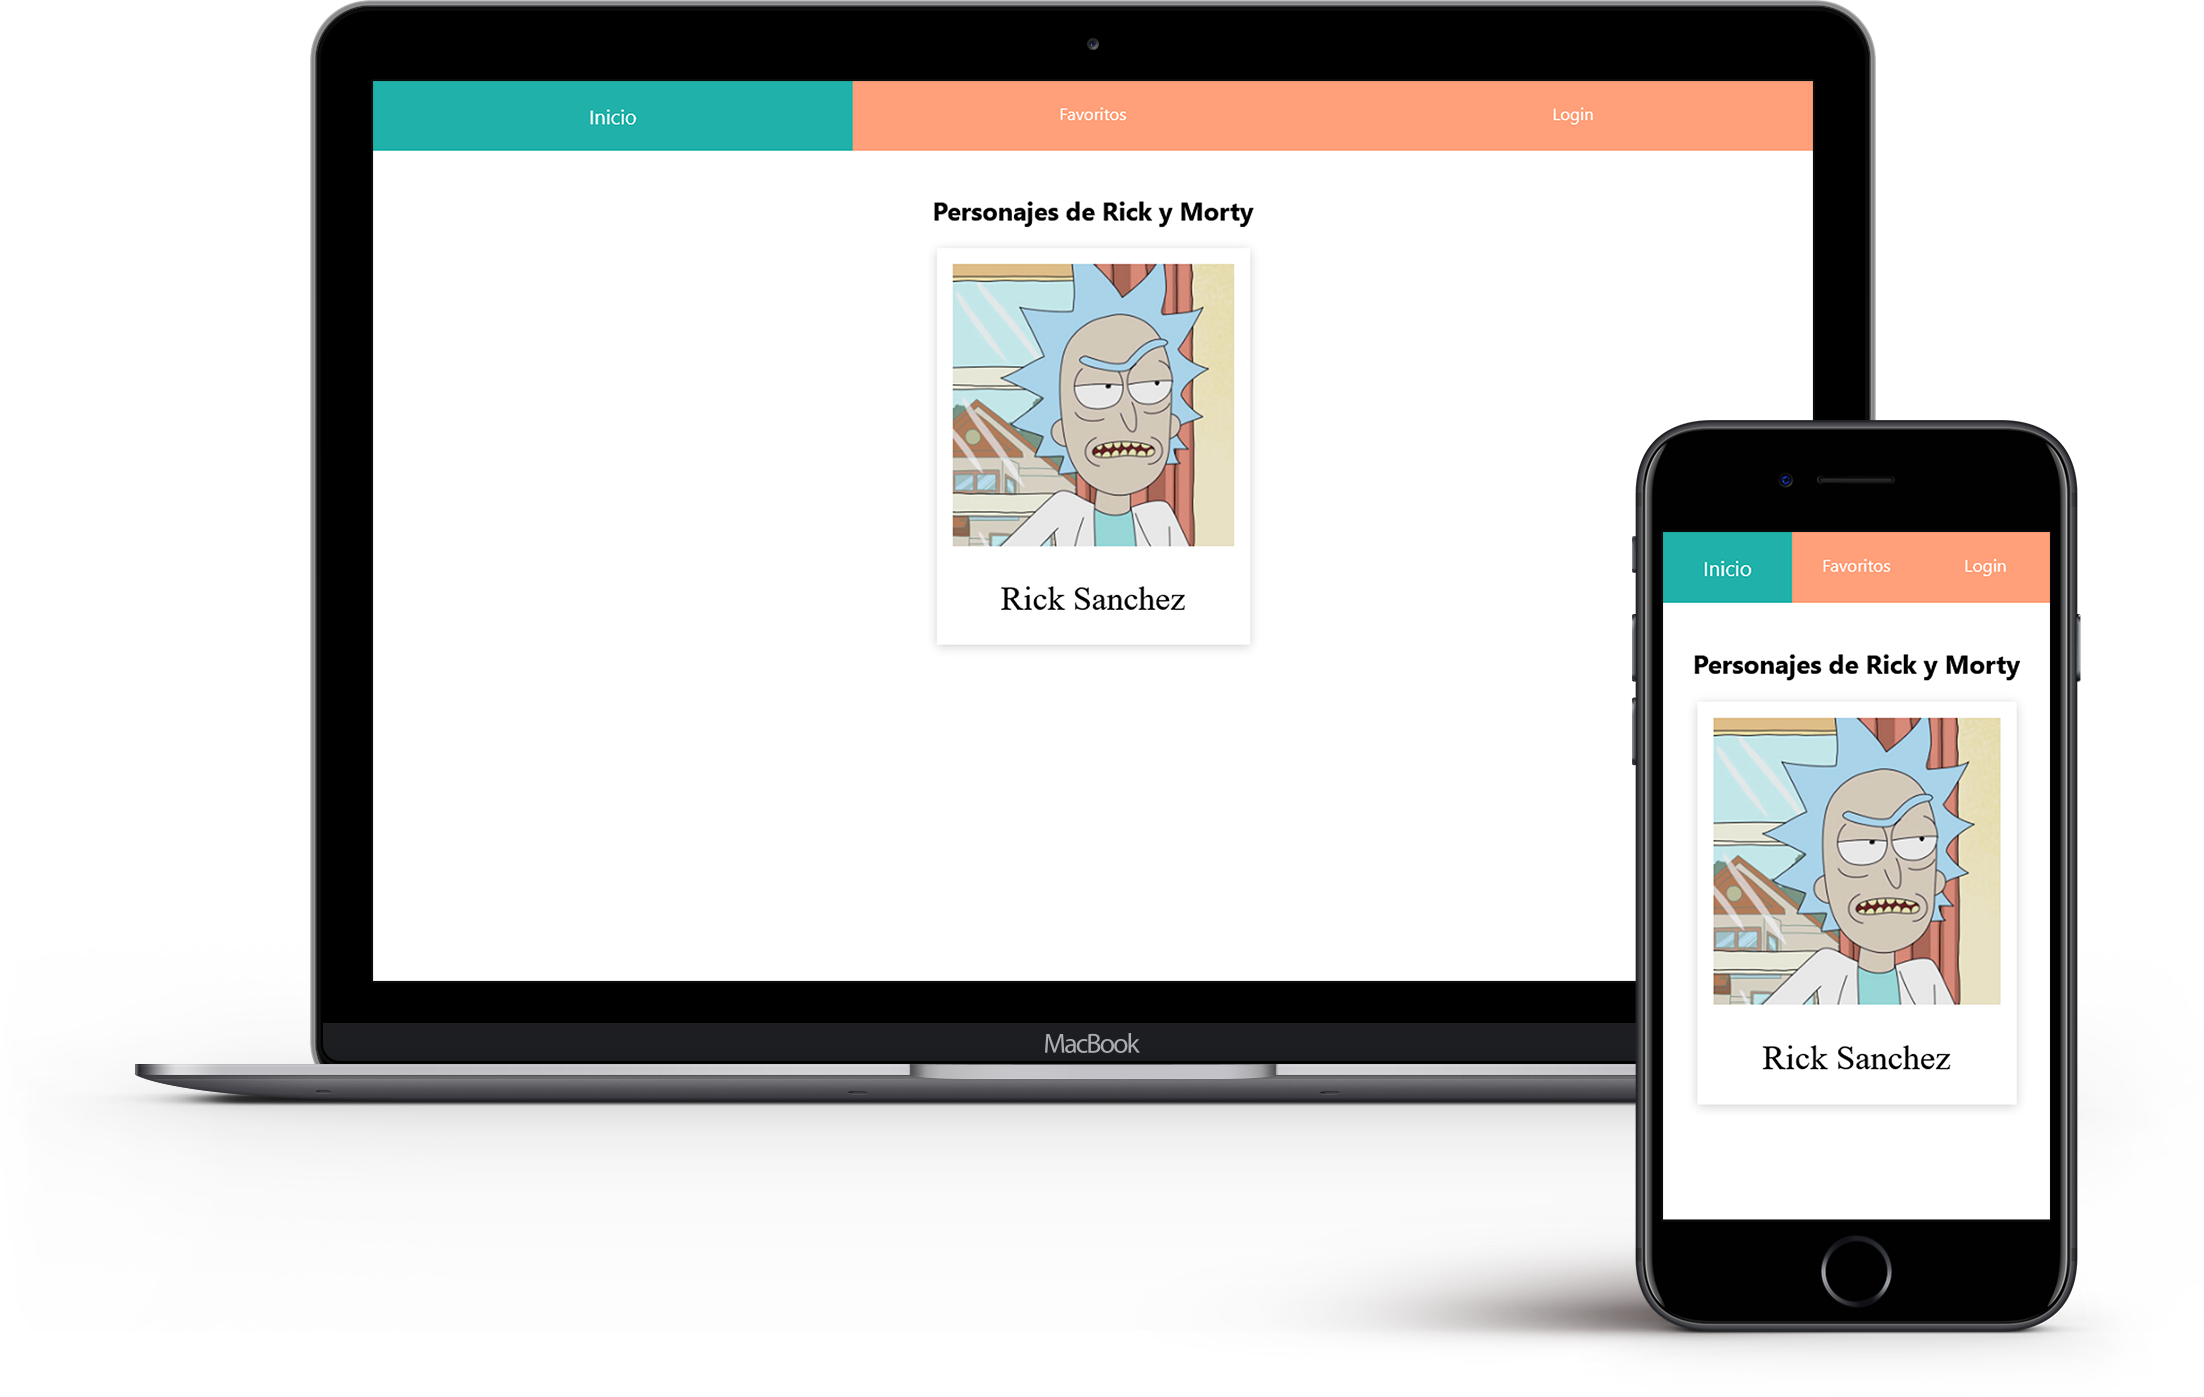 Inicio Favoritos Login
Personajes de Rick y Morty
Rick Sanchez
MacBook
Inicio Favoritos Login
Personajes de Rick y Morty
Rick Sanchez